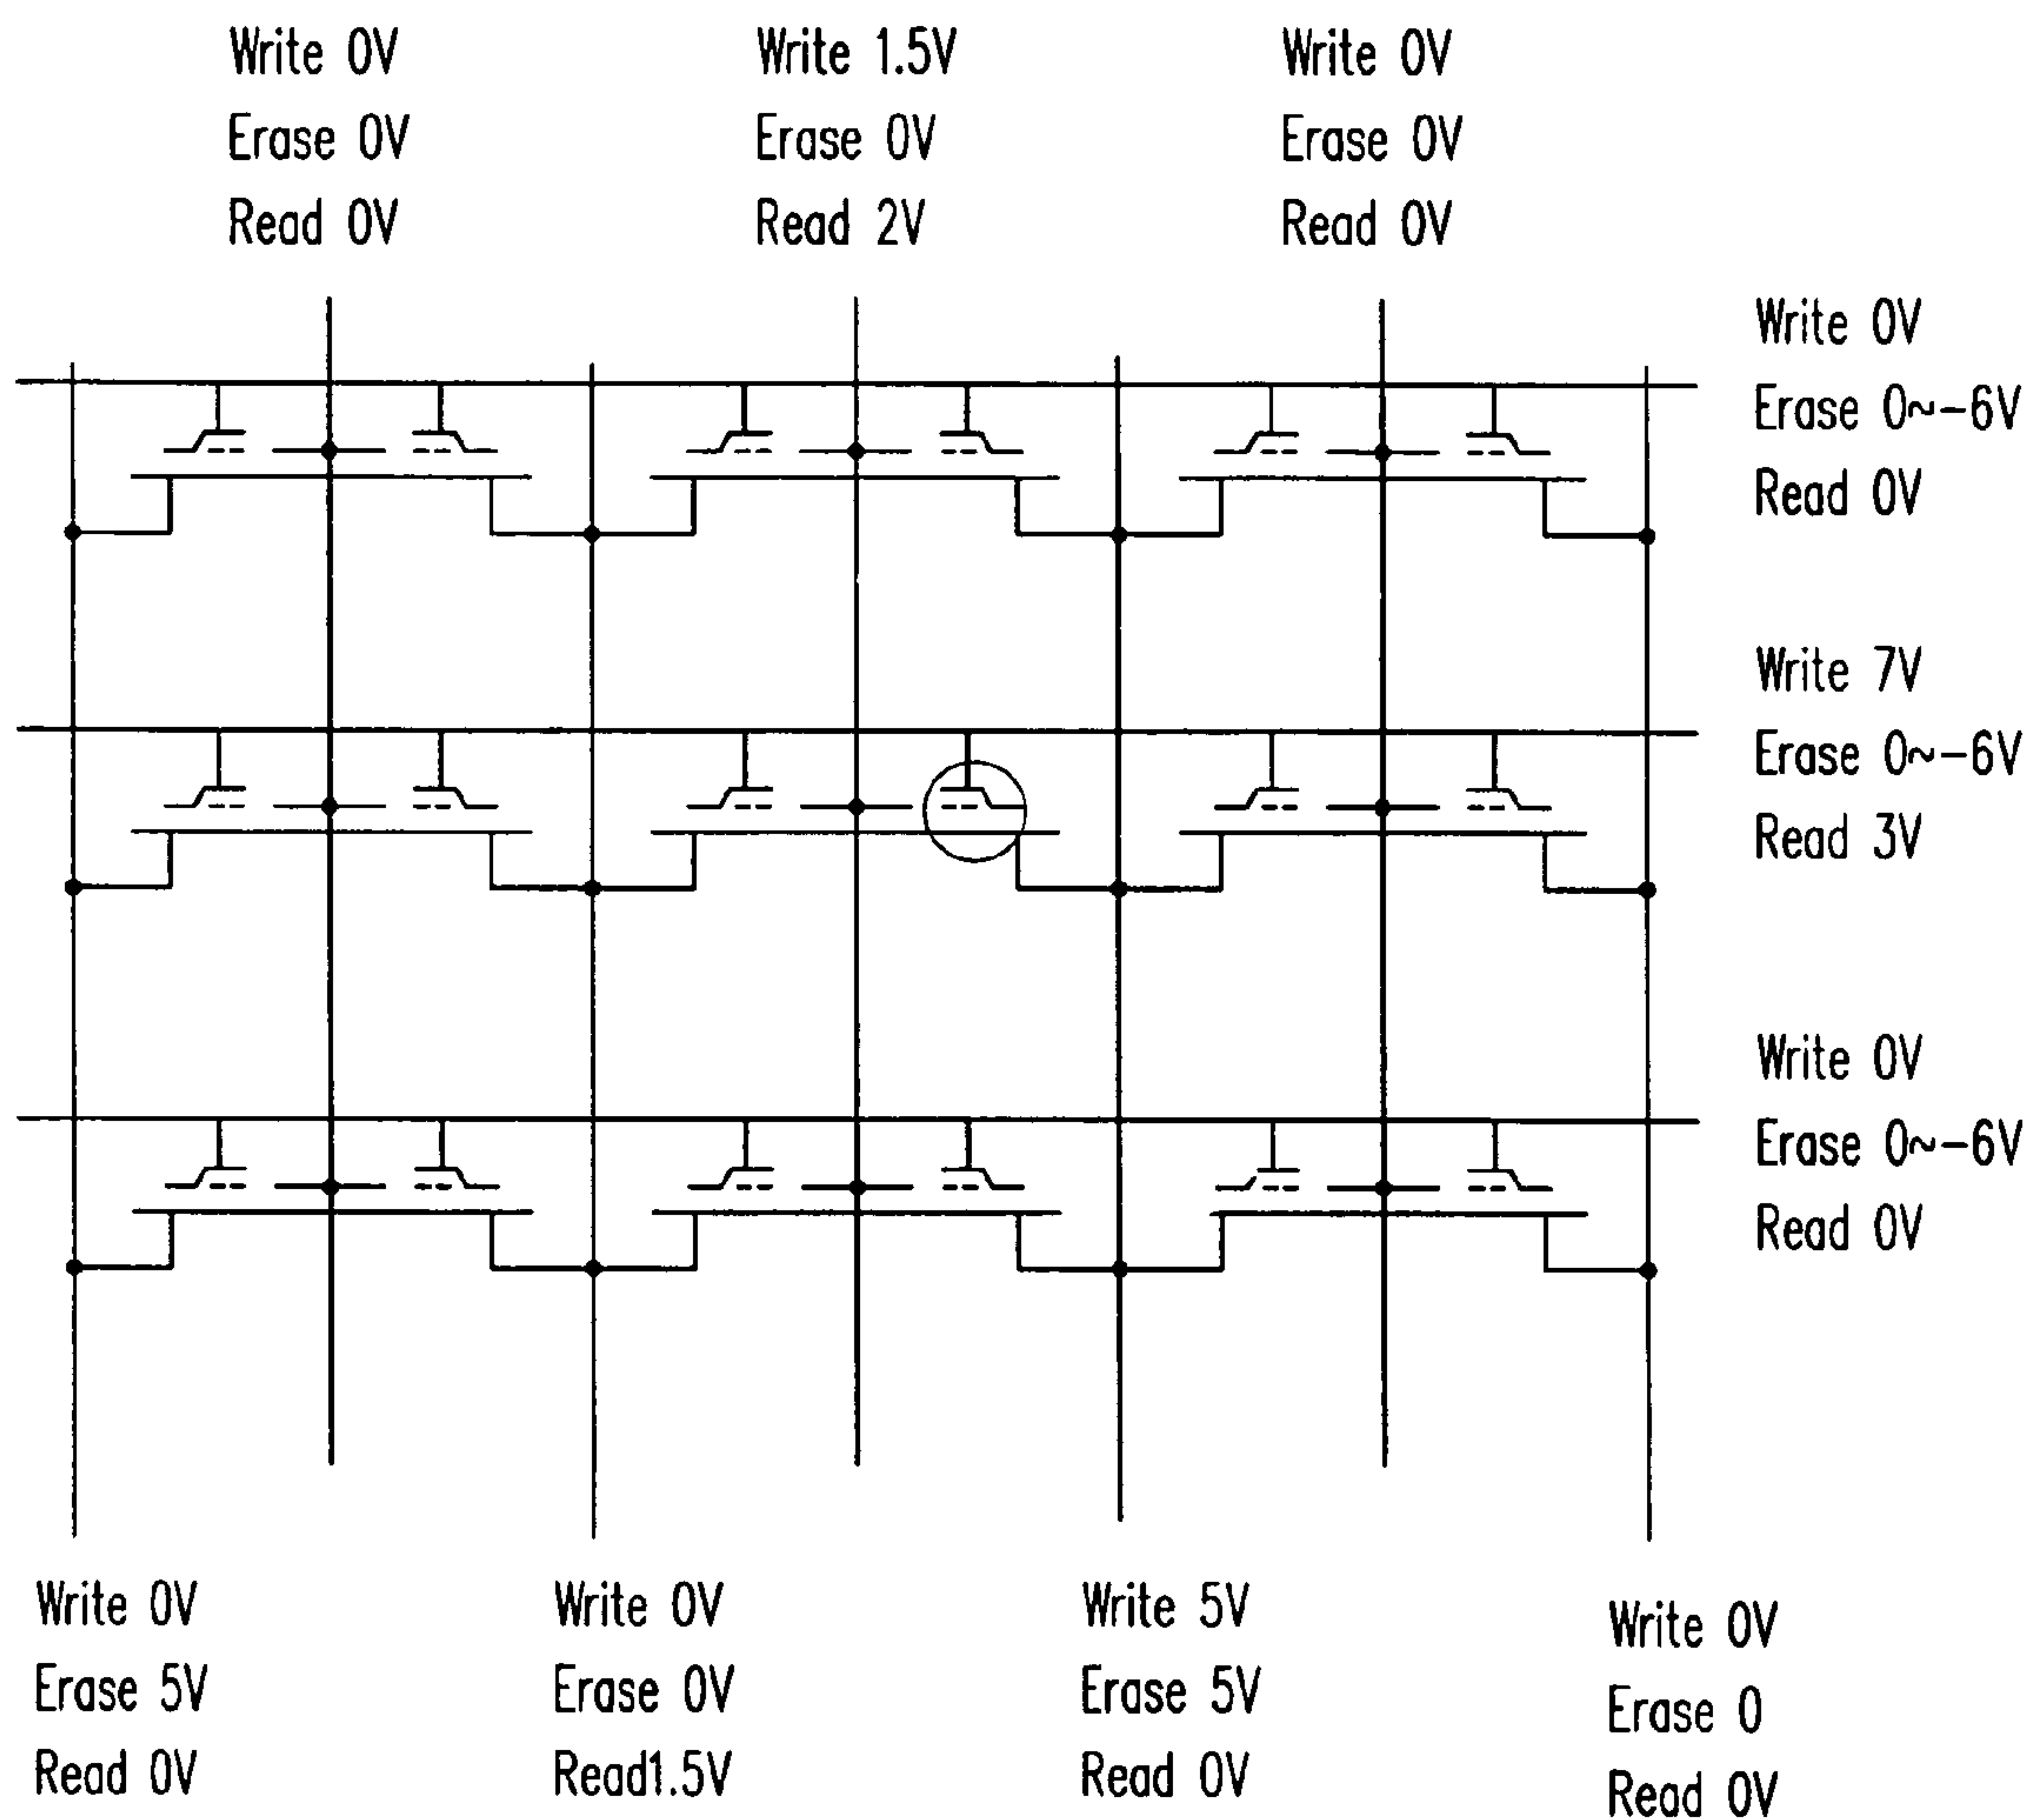 Write 0V
Erase 0V
Read 0V
Write 1.5V
Erase 0V
Read 2V
Write 0V
Erase 0V
Read 0V
Write 0V
Erase 0~-6V
Read 0V
Write 7V
Erase 0~-6V
Read 3V
Write 0V
Erase 0~-6V
Read 0V
Write 0V
Erase 5V
Read 0V
Write 0V
Erase 0V
Read1.5V
Write 5V
Erase 5V
Read 0V
Write 0V
Erase 0
Read 0V